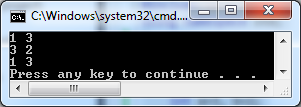 C:\Windows\system32\cmd....
1 3
3 2
1 3
Press any key to continue . . .